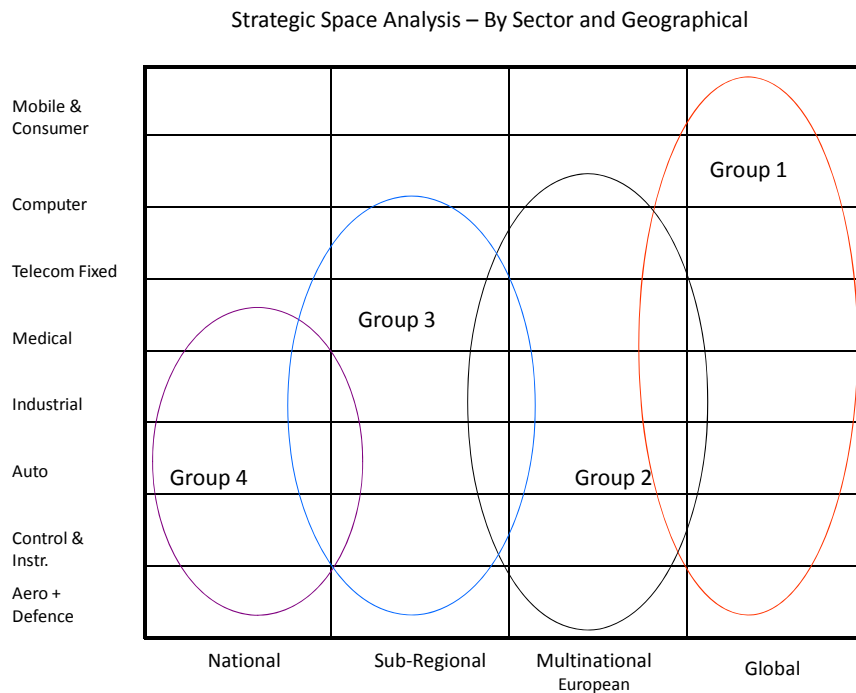 Strategic Space Analysis – By Sector and Geographical
Mobile &
Consumer
Group 1
Computer
Telecom Fixed
Group 3
Medical
Industrial
Auto
Group 4
Group 2
Control &
Instr.
Aero +
Defence
National
Sub-Regional
Multinational
European
Global